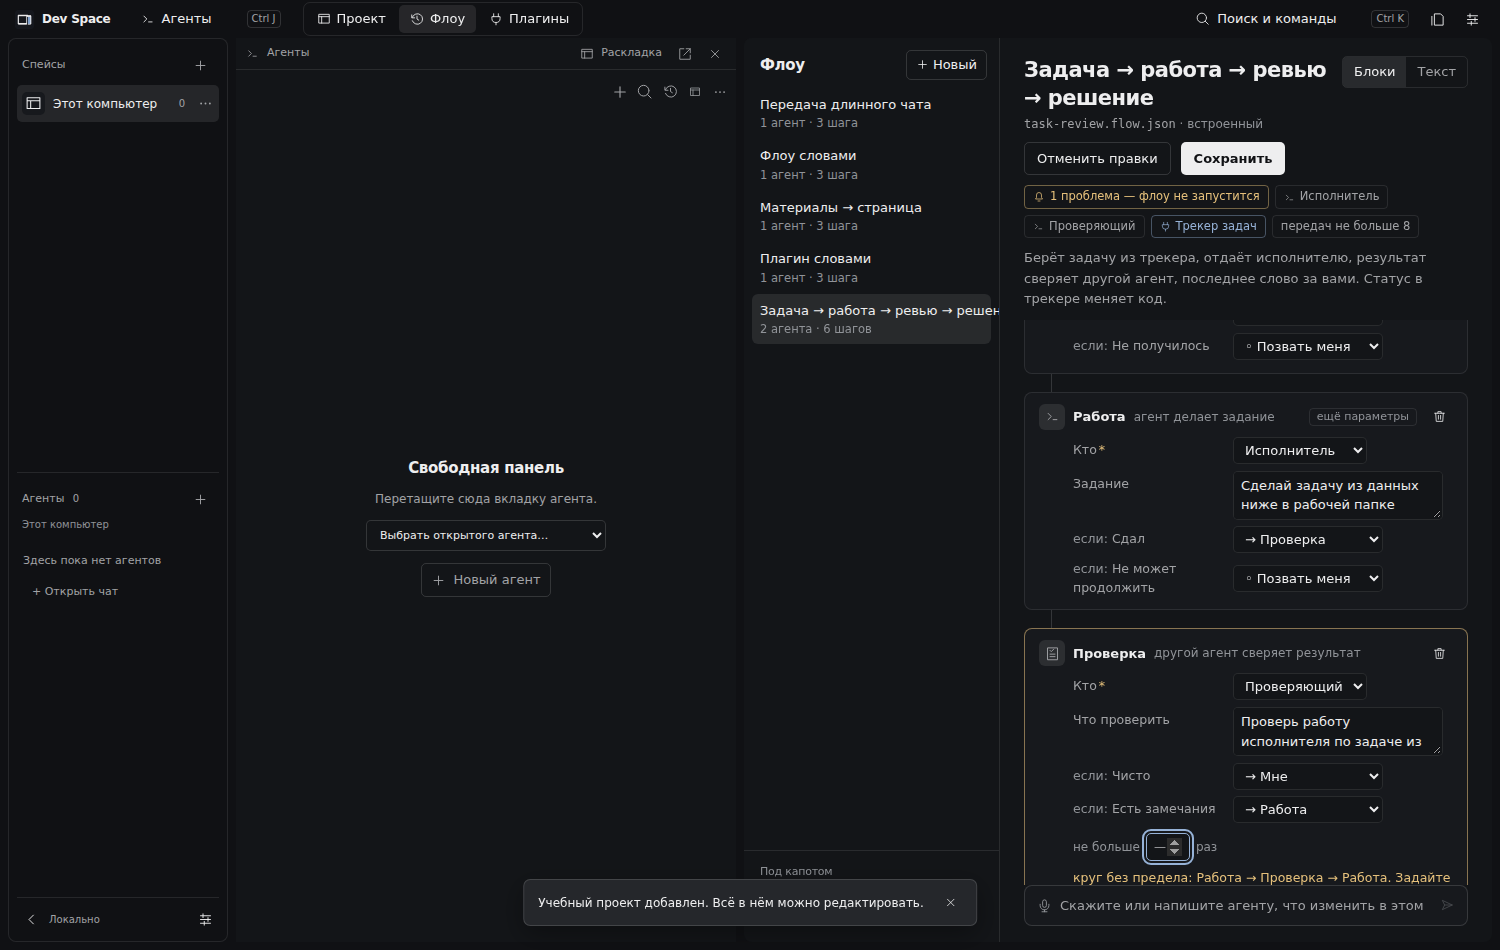 Dev Space
Агенты
Ctrl J
Проект
Флоу
Плагины
Поиск и команды
Ctrl K
Спейсы
Этот компьютер
0
Агенты 0
Этот компьютер
Здесь пока нет агентов
+ Открыть чат
Локально
Агенты
Раскладка
Свободная панель
Перетащите сюда вкладку агента.
Выбрать открытого агента...
Новый агент
Флоу
Новый
Передача длинного чата
1 агент · 3 шага
Флоу словами
1 агент · 3 шага
Материалы → страница
1 агент · 3 шага
Плагин словами
1 агент · 3 шага
Задача → работа → ревью → решен
2 агента · 6 шагов
Под капотом
Задача → работа → ревью
→ решение
Блоки
Текст
task-review.flow.json · встроенный
Отменить правки
Сохранить
1 проблема — флоу не запустится
Исполнитель
Проверяющий
Трекер задач
передач не больше 8
Берёт задачу из трекера, отдаёт исполнителю, результат
сверяет другой агент, последнее слово за вами. Статус в
трекере меняет код.
если: Не получилось
◦ Позвать меня
Работа агент делает задание
ещё параметры
Кто*
Исполнитель
Задание
Сделай задачу из данных
ниже в рабочей папке
если: Сдал
→ Проверка
если: Не может
продолжить
◦ Позвать меня
Проверка другой агент сверяет результат
Кто*
Проверяющий
Что проверить
Проверь работу
исполнителя по задаче из
если: Чисто
→ Мне
если: Есть замечания
→ Работа
не больше — раз
круг без предела: Работа → Проверка → Работа. Задайте
Скажите или напишите агенту, что изменить в этом
Учебный проект добавлен. Всё в нём можно редактировать.